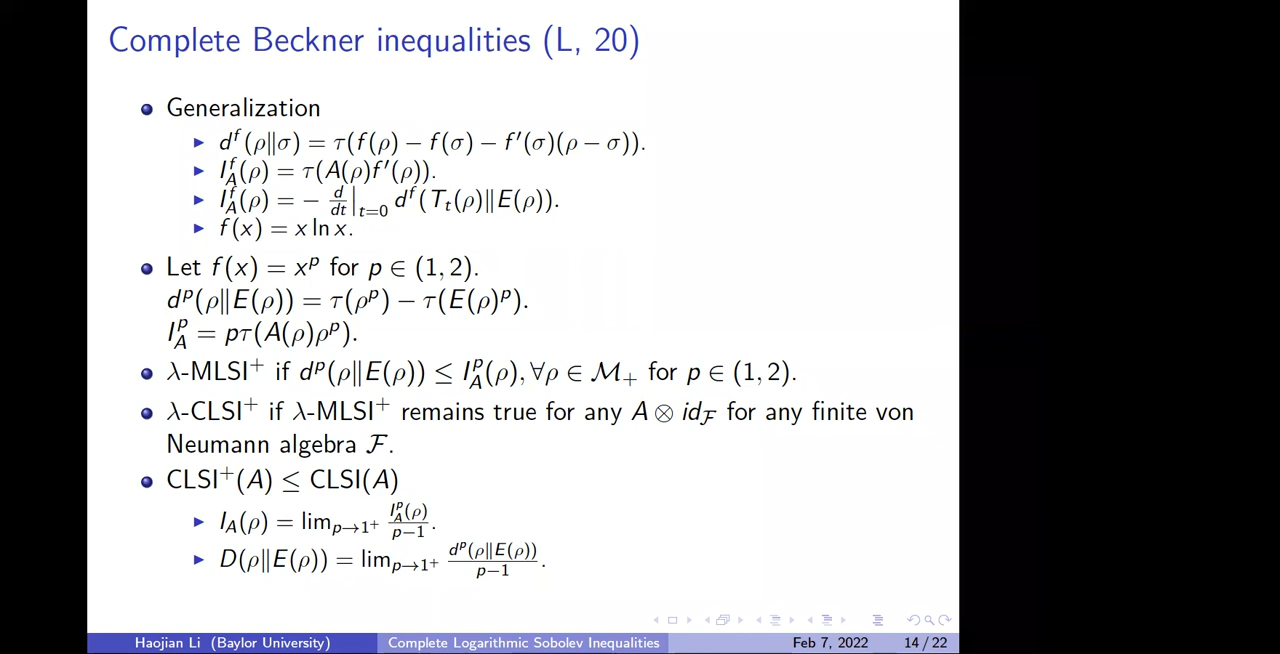 Complete Beckner inequalities (L, 20)
Generalization
► d^f(ρ‖σ) = τ(f(ρ) − f(σ) − f′(σ)(ρ − σ)).
► I_A^f(ρ) = τ(A(ρ)f′(ρ)).
► I_A^f(ρ) = − d/dt |_{t=0} d^f(T_t(ρ)‖E(ρ)).
► f(x) = x ln x.
Let f(x) = x^p for p ∈ (1, 2).
d^p(ρ‖E(ρ)) = τ(ρ^p) − τ(E(ρ)^p).
I_A^p = pτ(A(ρ)ρ^p).
λ-MLSI⁺ if d^p(ρ‖E(ρ)) ≤ I_A^p(ρ), ∀ρ ∈ ℳ₊ for p ∈ (1, 2).
λ-CLSI⁺ if λ-MLSI⁺ remains true for any A ⊗ id_ℱ for any finite von
Neumann algebra ℱ.
CLSI⁺(A) ≤ CLSI(A)
► I_A(ρ) = lim_{p→1⁺} I_A^p(ρ)/(p−1).
► D(ρ‖E(ρ)) = lim_{p→1⁺} d^p(ρ‖E(ρ))/(p−1).
Haojian Li (Baylor University) Complete Logarithmic Sobolev Inequalities Feb 7, 2022 14 / 22